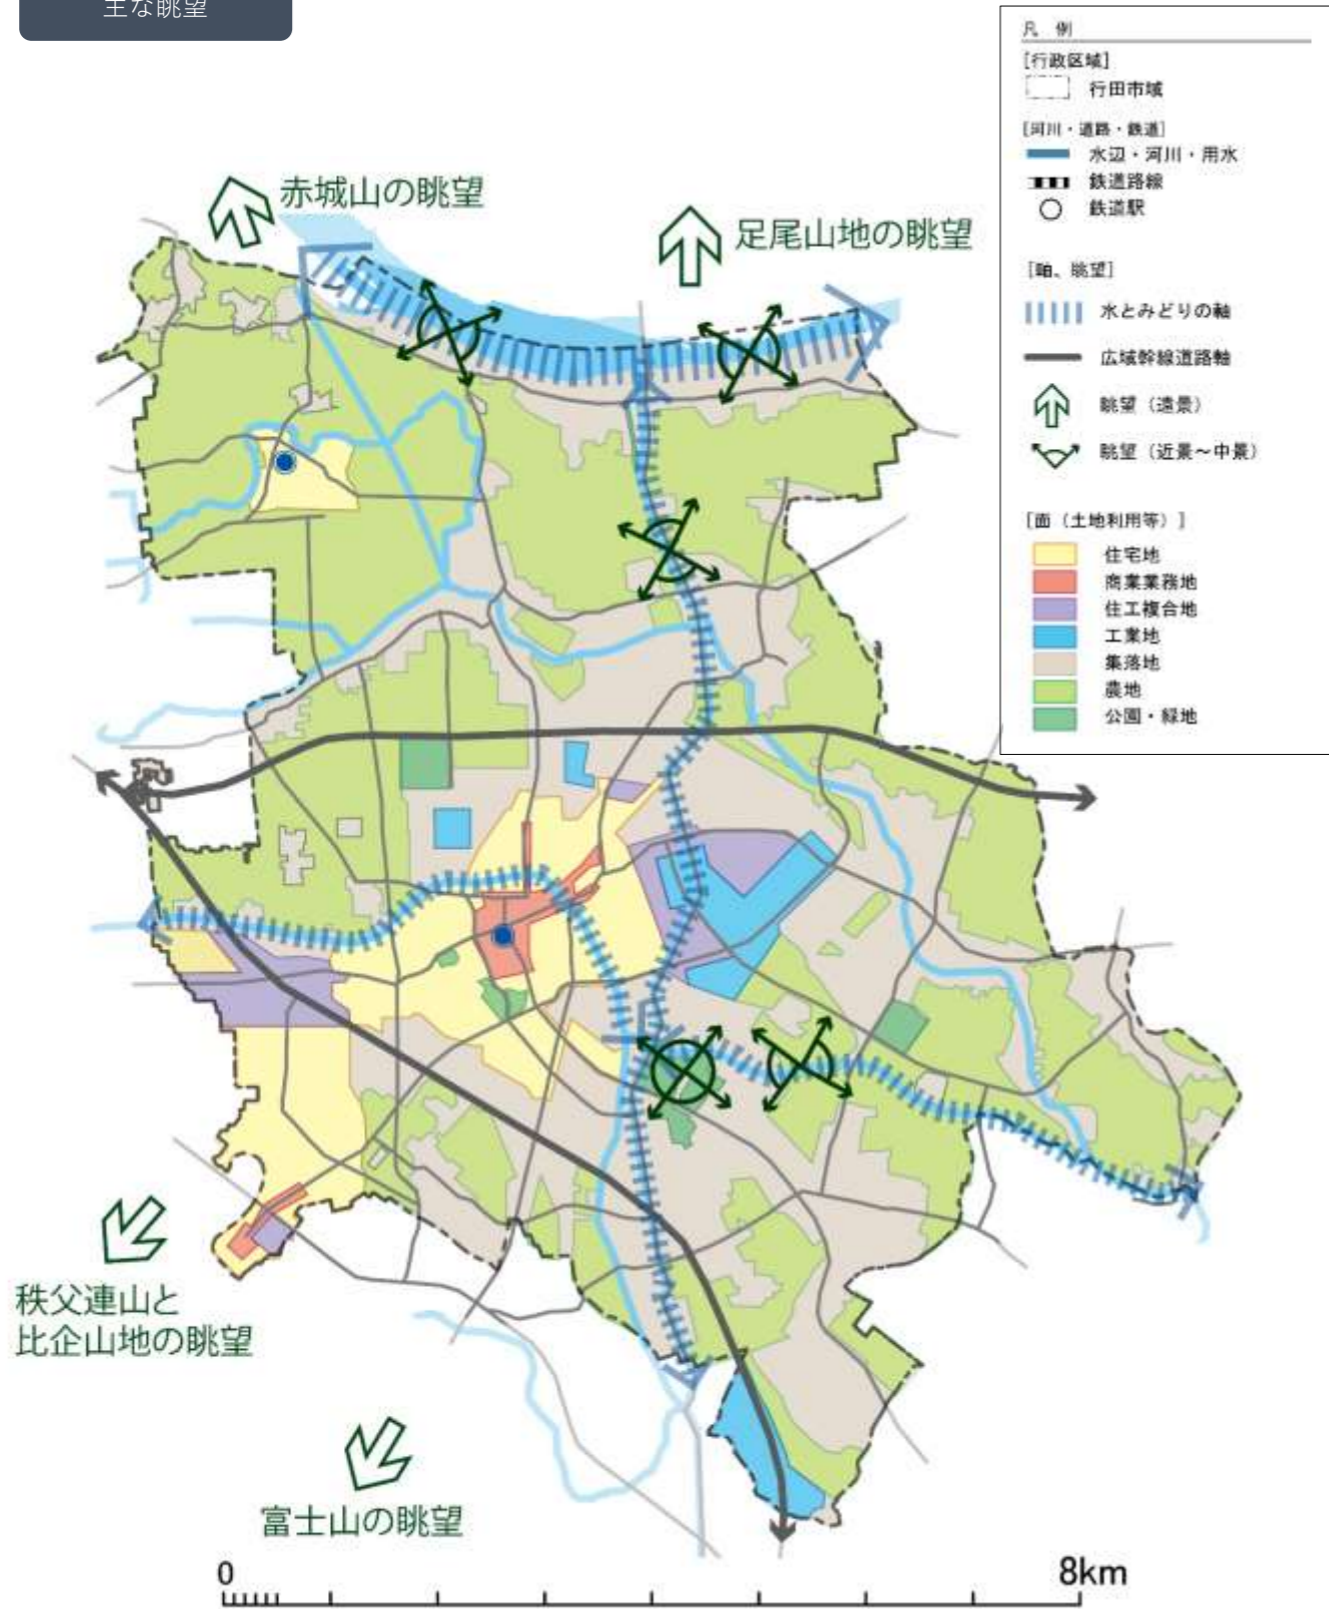 主な眺望
凡 例
[行政区域]
行田市域
[河川・道路・鉄道]
水辺・河川・用水
鉄道路線
鉄道駅
[軸、眺望]
水とみどりの軸
広域幹線道路軸
眺望（遠景）
眺望（近景～中景）
[面（土地利用等）]
住宅地
商業業務地
住工複合地
工業地
集落地
農地
公園・緑地
赤城山の眺望
足尾山地の眺望
秩父連山と
比企山地の眺望
富士山の眺望
0
8km